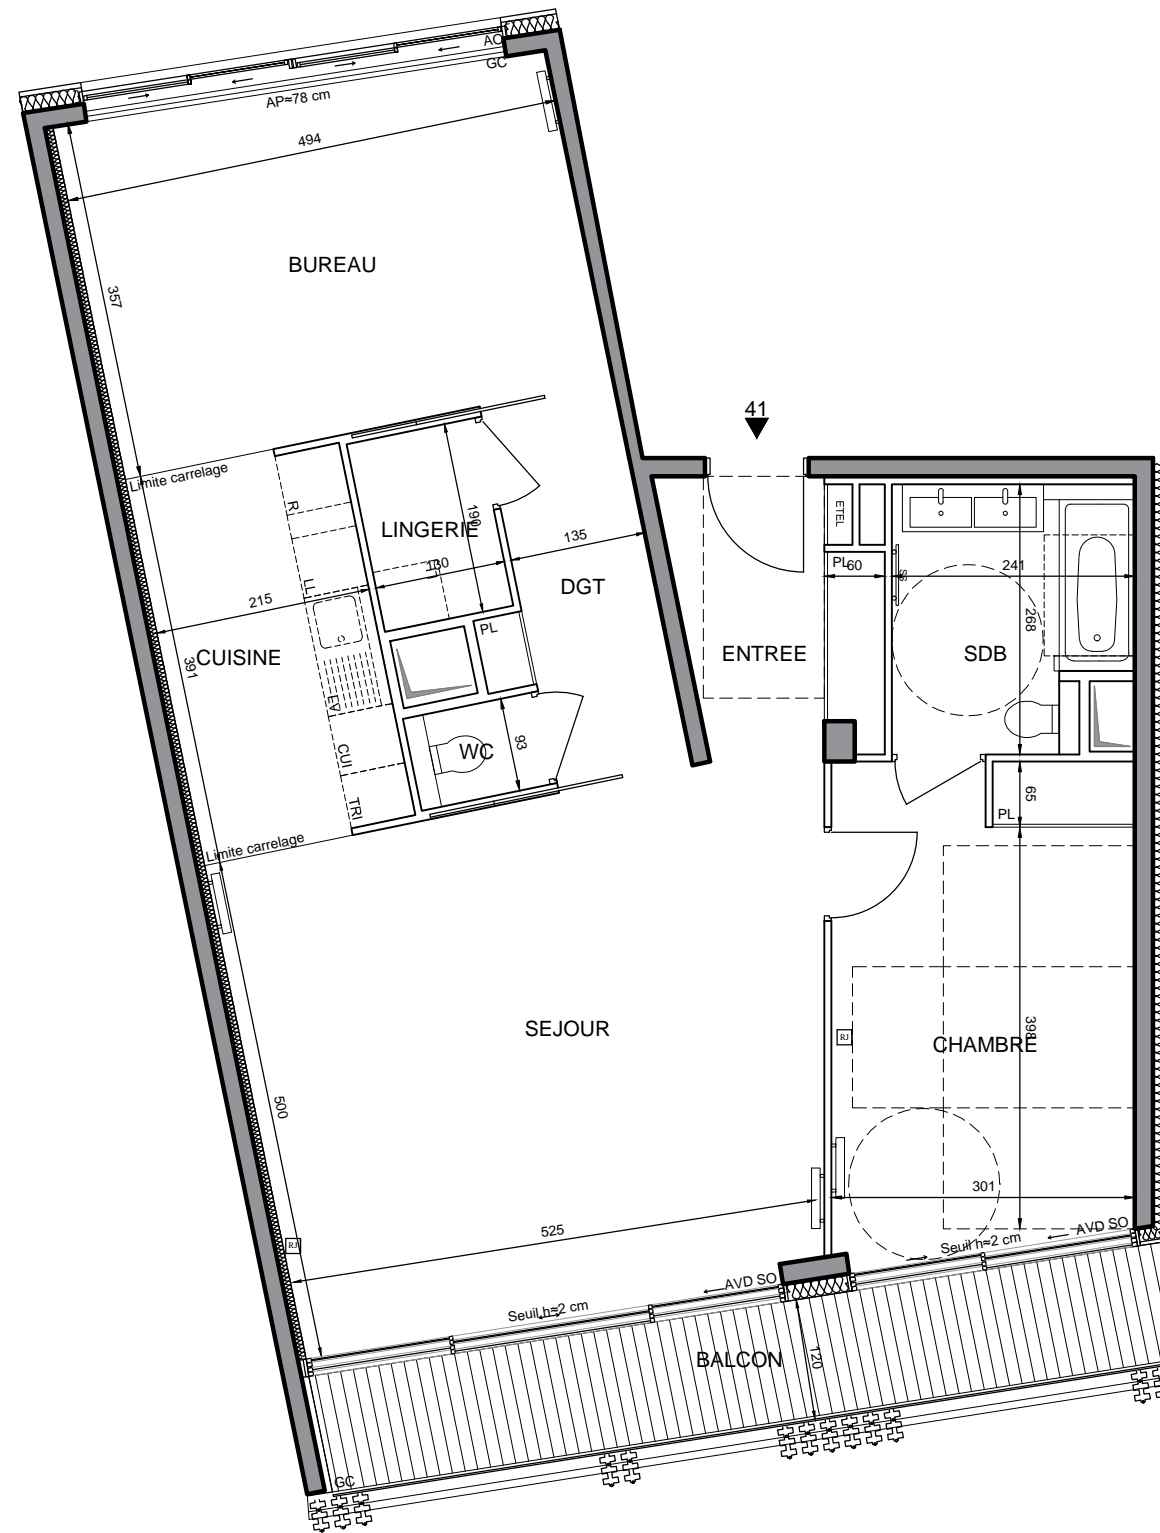 AO
GC
AP≈78 cm
494
BUREAU
357
41
Limite carrelage
R
LINGERIE
190
130
135
ETEL
PL
60
SS
241
LL
DGT
215
268
PL
CUISINE
391
ENTREE
SDB
LV
WC
93
CUI
65
TRI
PL
Limite carrelage
SEJOUR
RJ
398
CHAMBRE
500
301
525
RJ
AVD SO
Seuil h≈2 cm
AVD SO
Seuil h≈2 cm
BALCON
120
GC